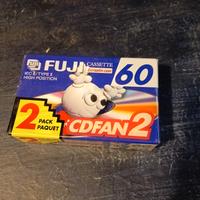 FUJI CASSETTE
60
IEC II/TYPE II
HIGH POSITION
2 PACK
PAQUET
CDFAN2